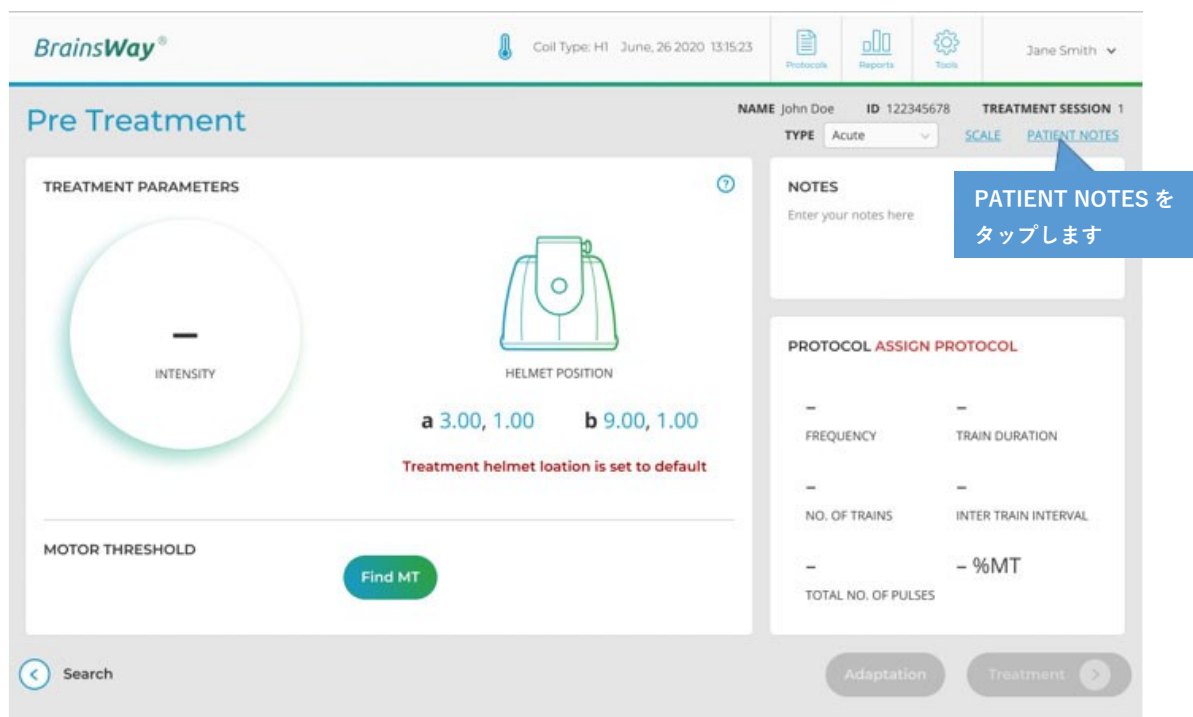 BrainsWay®
Coil Type: H1 June, 26 2020 13:15:23
Protocols
Reports
Tools
Jane Smith
Pre Treatment
NAME John Doe ID 122345678 TREATMENT SESSION 1
TYPE Acute SCALE PATIENT NOTES
PATIENT NOTES を
タップします
TREATMENT PARAMETERS
?
–
INTENSITY
HELMET POSITION
a 3.00, 1.00 b 9.00, 1.00
Treatment helmet loation is set to default
MOTOR THRESHOLD
Find MT
NOTES
Enter your notes here
PROTOCOL ASSIGN PROTOCOL
– –
FREQUENCY TRAIN DURATION
– –
NO. OF TRAINS INTER TRAIN INTERVAL
– – %MT
TOTAL NO. OF PULSES
Search
Adaptation
Treatment